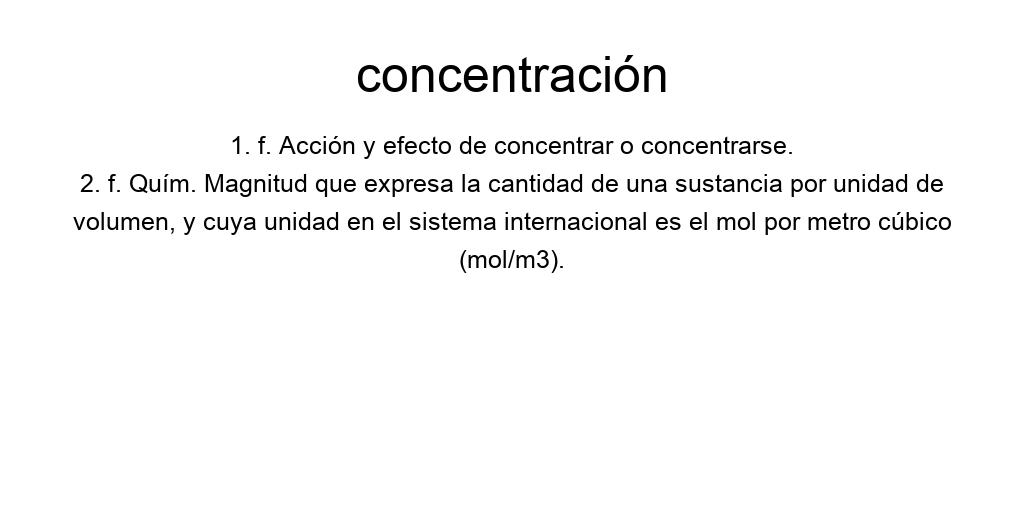 concentración
1. f. Acción y efecto de concentrar o concentrarse.
2. f. Quím. Magnitud que expresa la cantidad de una sustancia por unidad de
volumen, y cuya unidad en el sistema internacional es el mol por metro cúbico
(mol/m3).